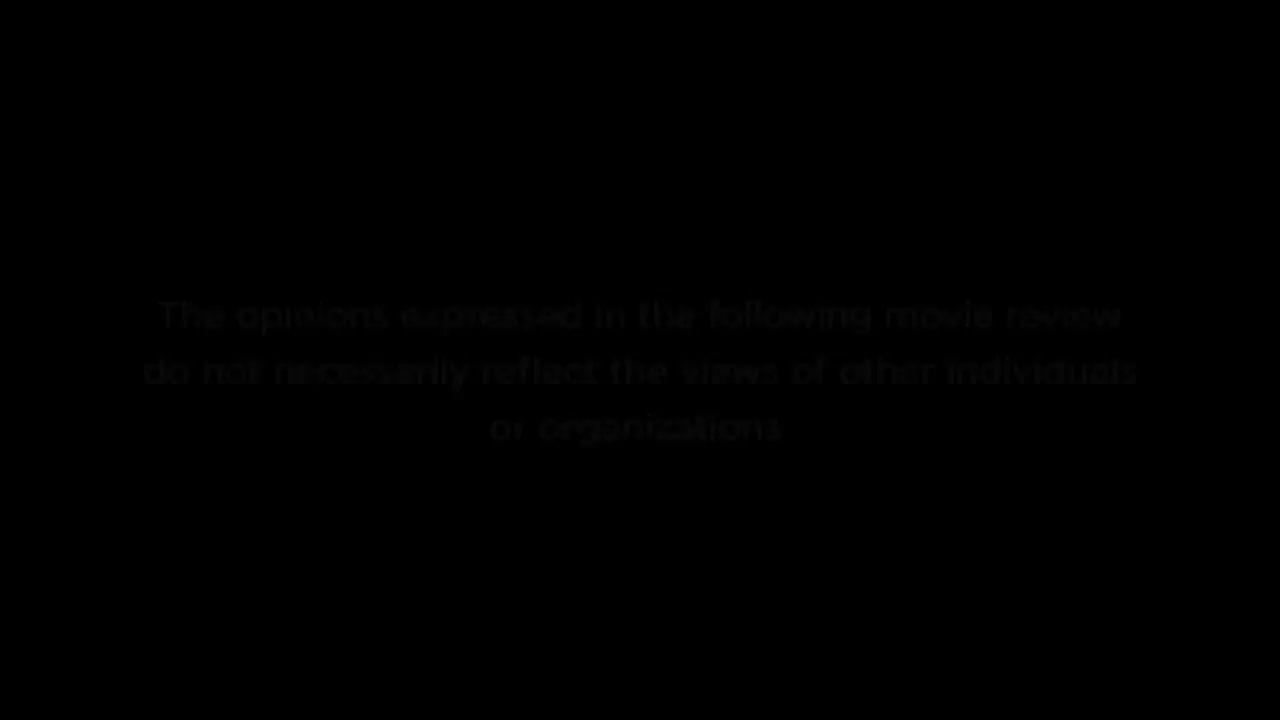 The opinions expressed in the following movie review
do not necessarily reflect the views of other individuals
or organizations